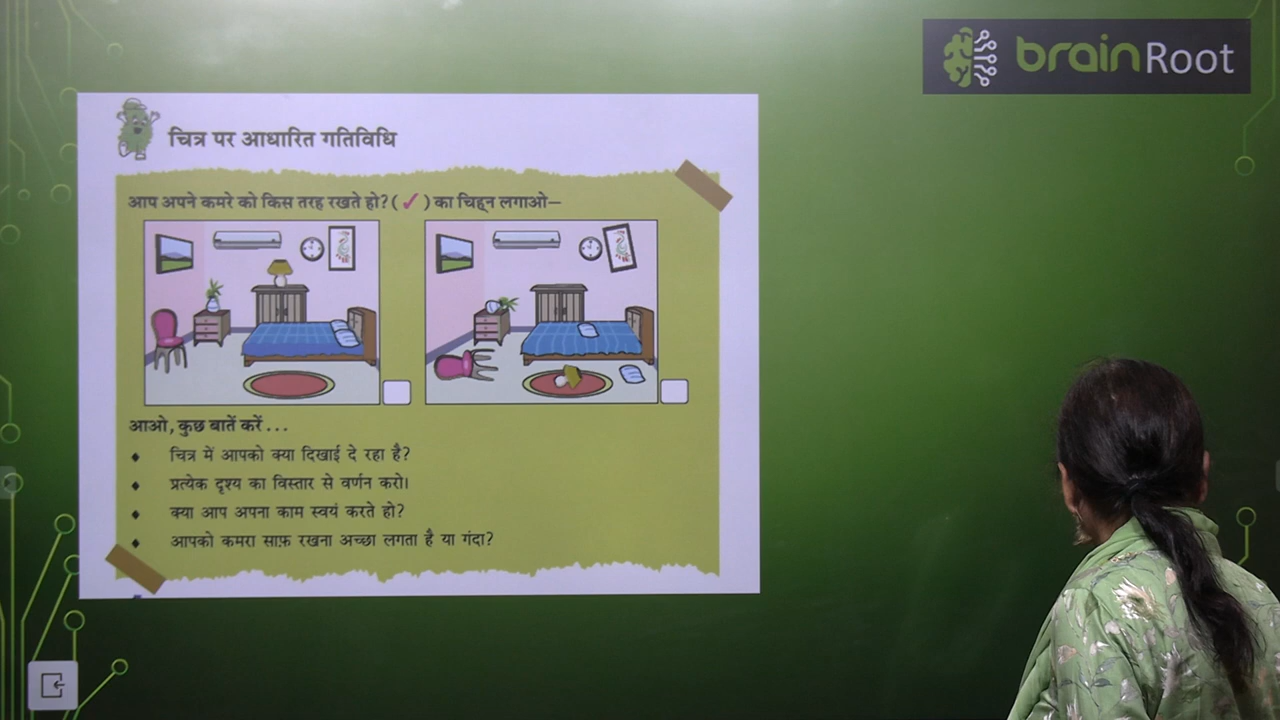 brainRoot
चित्र पर आधारित गतिविधि
आप अपने कमरे को किस तरह रखते हो? ( ✓ ) का चिह्न लगाओ–
आओ, कुछ बातें करें...
♦ चित्र में आपको क्या दिखाई दे रहा है?
♦ प्रत्येक दृश्य का विस्तार से वर्णन करो।
♦ क्या आप अपना काम स्वयं करते हो?
♦ आपको कमरा साफ़ रखना अच्छा लगता है या गंदा?